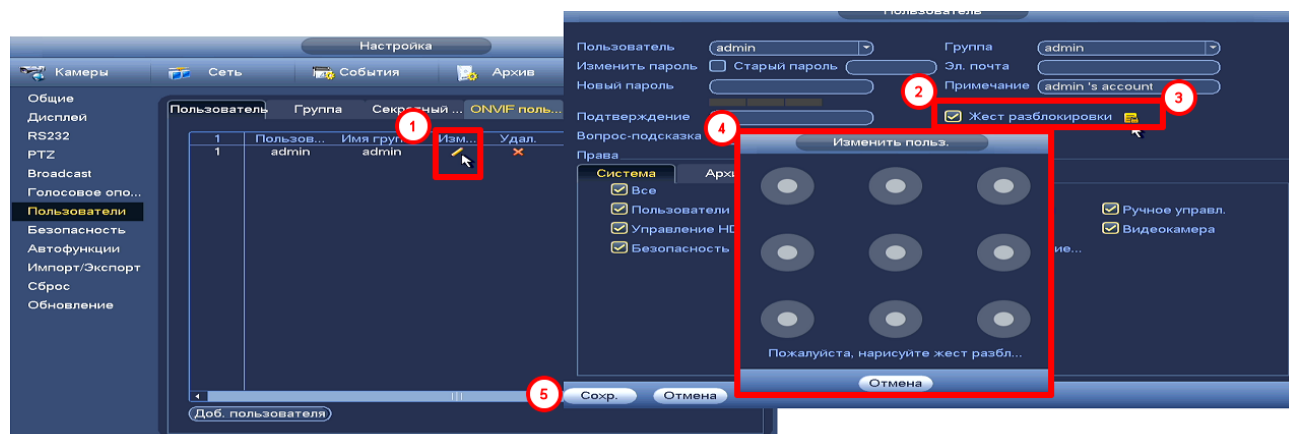 Настройка
Камеры Сеть События Архив
Общие
Дисплей
RS232
PTZ
Broadcast
Голосовое опо...
Пользователи
Безопасность
Автофункции
Импорт/Экспорт
Сброс
Обновление
Пользователь Группа Секретный ... ONVIF поль...
1
1 Пользов... Имя груп Изм... Удал.
1 admin admin
Доб. пользователя
Пользователь
Пользователь admin Группа admin
Изменить пароль Старый пароль Эл. почта
Новый пароль Примечание admin 's account
2
3
Подтверждение Жест разблокировки
4
Вопрос-подсказка
Права
Система Архи
Все
Пользователи Ручное управл.
Управление HD Видеокамера
Безопасность ие...
Изменить польз.
Пожалуйста, нарисуйте жест разбл...
Отмена
5
Сохр. Отмена